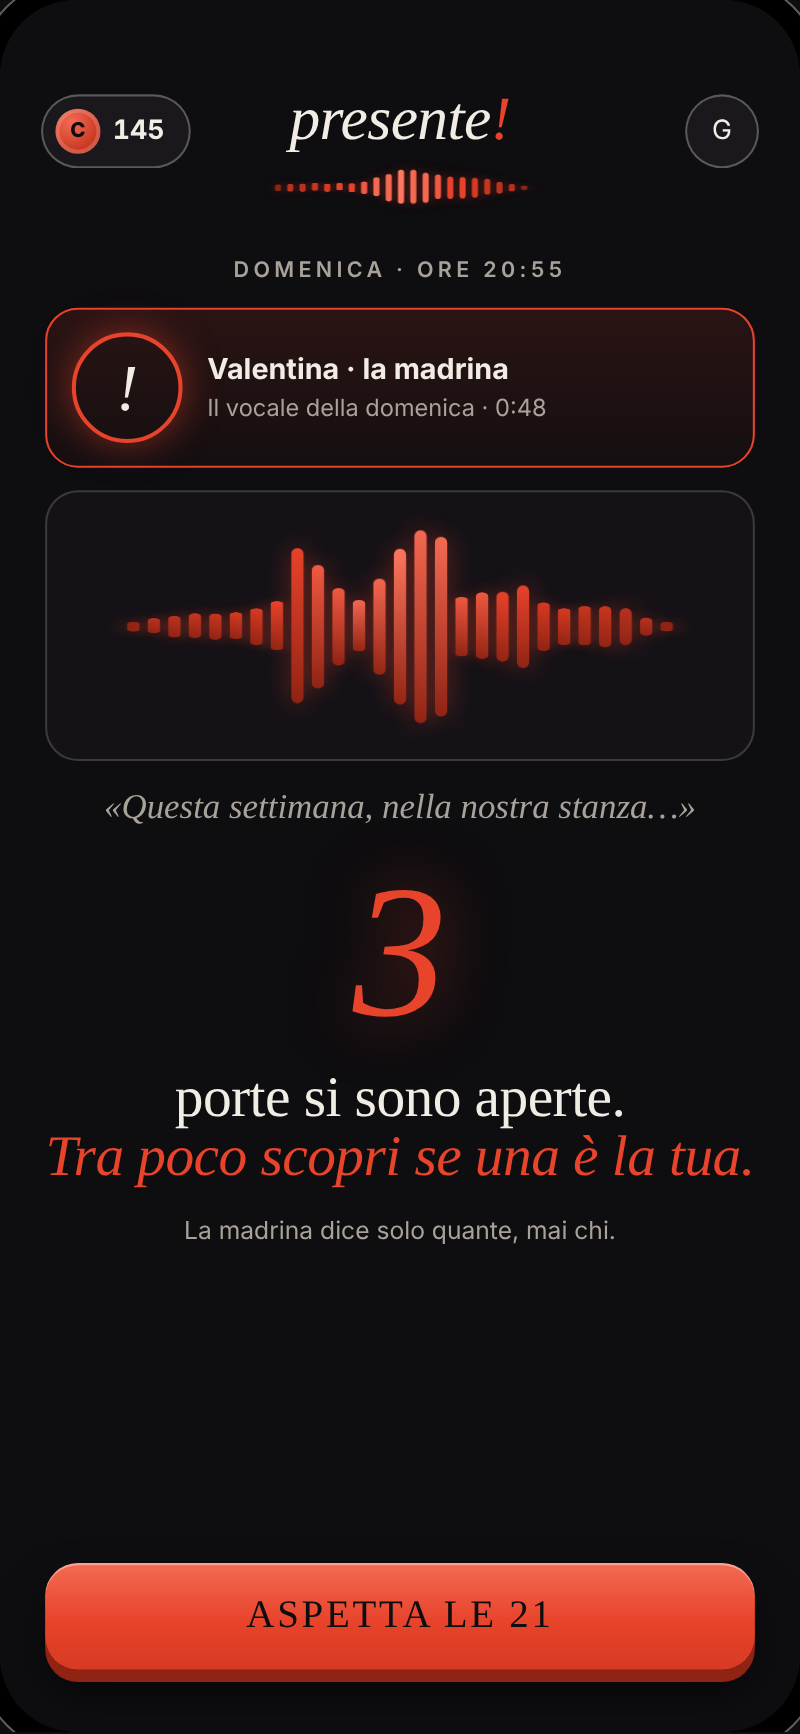 C 145
presente!
G
DOMENICA · ORE 20:55
!
Valentina · la madrina
Il vocale della domenica · 0:48
«Questa settimana, nella nostra stanza…»
3
porte si sono aperte.
Tra poco scopri se una è la tua.
La madrina dice solo quante, mai chi.
ASPETTA LE 21